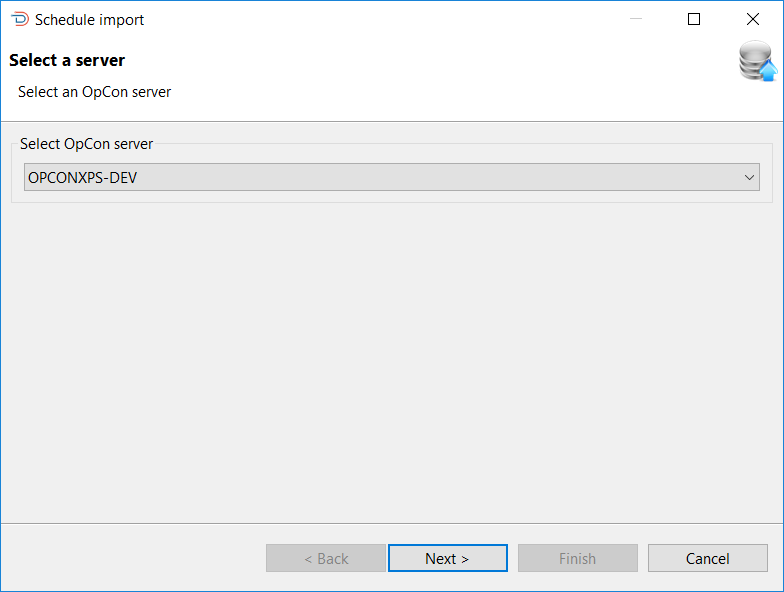 Schedule import
Select a server
Select an OpCon server
Select OpCon server
OPCONXPS-DEV
< Back
Next >
Finish
Cancel